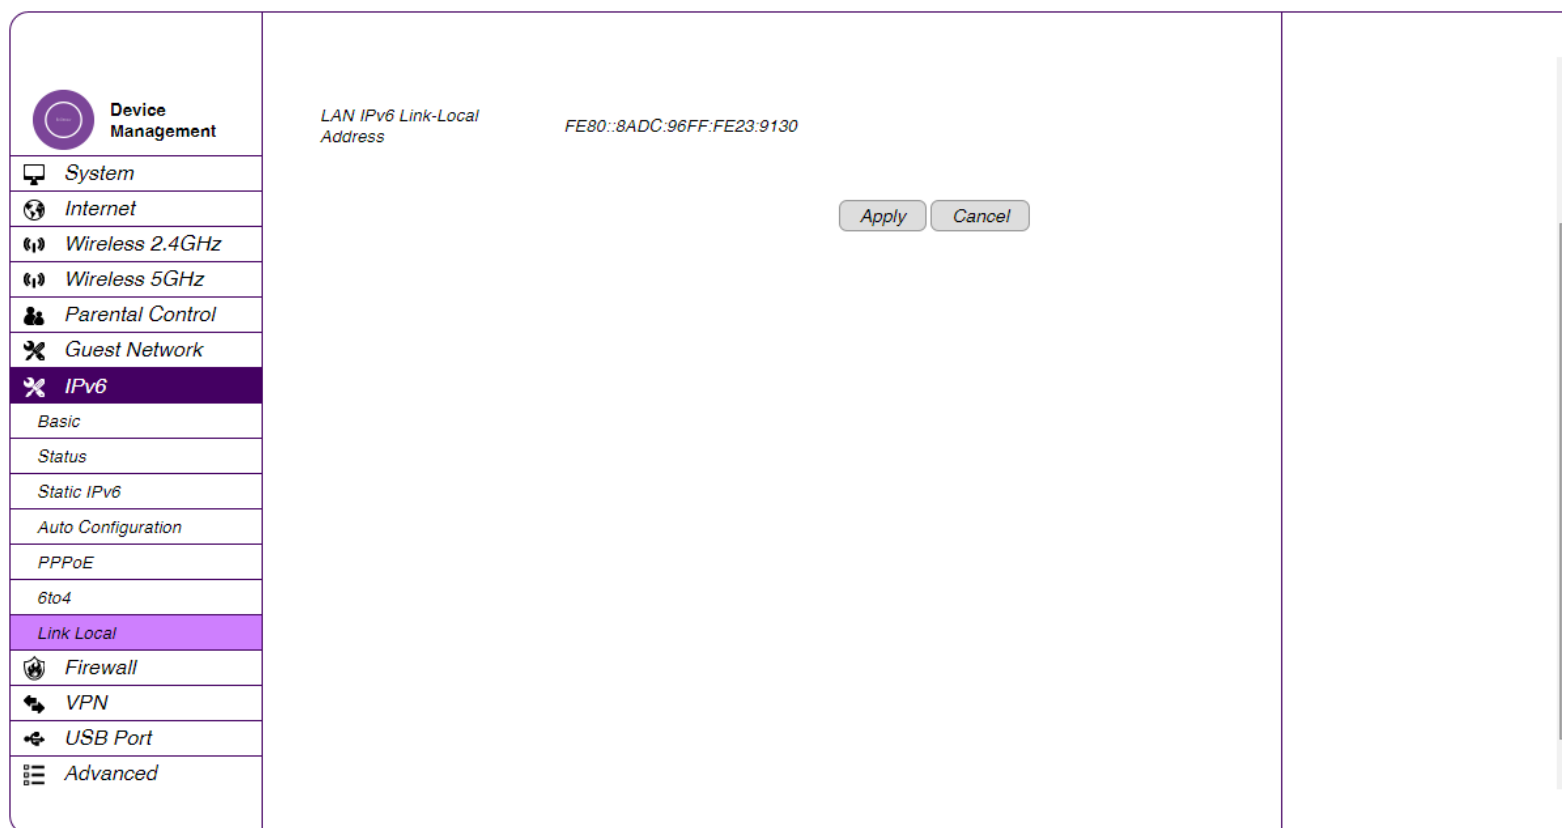 Device
Management
System
Internet
Wireless 2.4GHz
Wireless 5GHz
Parental Control
Guest Network
IPv6
Basic
Status
Static IPv6
Auto Configuration
PPPoE
6to4
Link Local
Firewall
VPN
USB Port
Advanced
LAN IPv6 Link-Local
Address
FE80::8ADC:96FF:FE23:9130
Apply Cancel